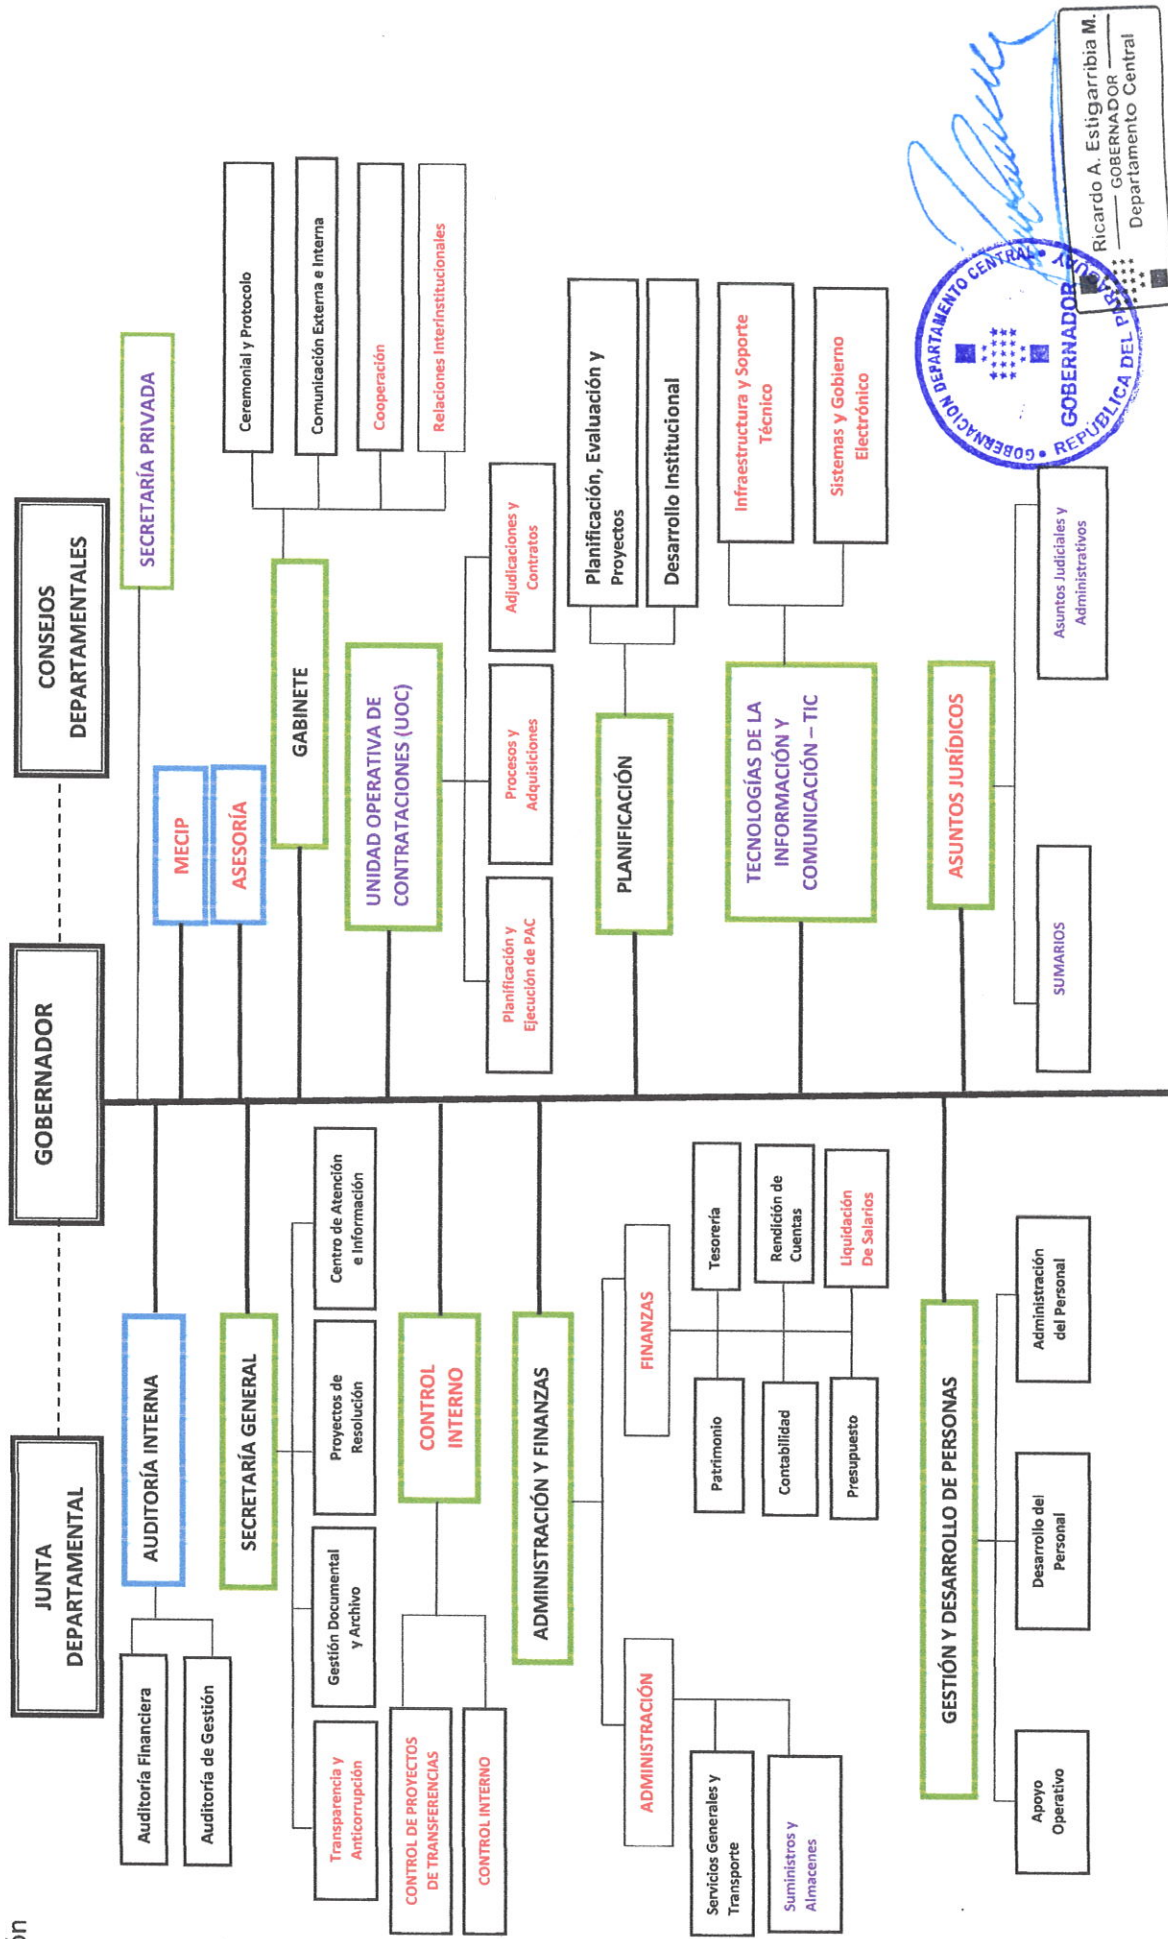 ón
JUNTA
DEPARTAMENTAL
GOBERNADOR
CONSEJOS
DEPARTAMENTALES
SECRETARÍA PRIVADA
MECIP
ASESORÍA
AUDITORÍA INTERNA
Auditoría Financiera
Auditoría de Gestión
SECRETARÍA GENERAL
Transparencia y
Anticorrupción
Gestión Documental
y Archivo
Proyectos de
Resolución
Centro de Atención
e Información
GABINETE
Ceremonial y Protocolo
Comunicación Externa e Interna
Cooperación
Relaciones Interinstitucionales
CONTROL
INTERNO
CONTROL DE PROYECTOS
DE TRANSFERENCIAS
CONTROL INTERNO
UNIDAD OPERATIVA DE
CONTRATACIONES (UOC)
Planificación y
Ejecución de PAC
Procesos y
Adquisiciones
Adjudicaciones y
Contratos
ADMINISTRACIÓN Y FINANZAS
ADMINISTRACIÓN
Servicios Generales y
Transporte
Suministros y
Almacenes
FINANZAS
Patrimonio
Tesorería
Contabilidad
Rendición de
Cuentas
Presupuesto
Liquidación
De Salarios
PLANIFICACIÓN
Planificación, Evaluación y
Proyectos
Desarrollo Institucional
TECNOLOGÍAS DE LA
INFORMACIÓN Y
COMUNICACIÓN – TIC
Infraestructura y Soporte
Técnico
Sistemas y Gobierno
Electrónico
GESTIÓN Y DESARROLLO DE PERSONAS
Apoyo
Operativo
Desarrollo del
Personal
Administración
del Personal
ASUNTOS JURÍDICOS
SUMARIOS
Asuntos Judiciales y
Administrativos
GOBERNACION DEPARTAMENTO CENTRAL
GOBERNADOR
REPÚBLICA DEL PARAGUAY
Ricardo A. Estigarribia M.
GOBERNADOR
Departamento Central